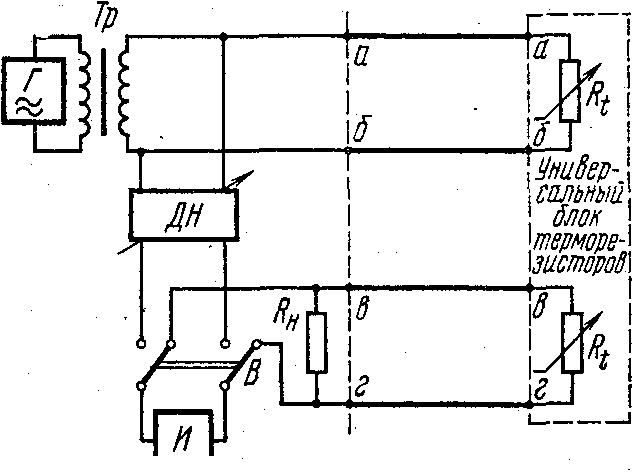 Тр
Г
≈
а
б
а
б
Rt
Универ-
сальный
блок
терморе-
зисторов
ДН
Rн
в
г
в
г
Rt
В
И